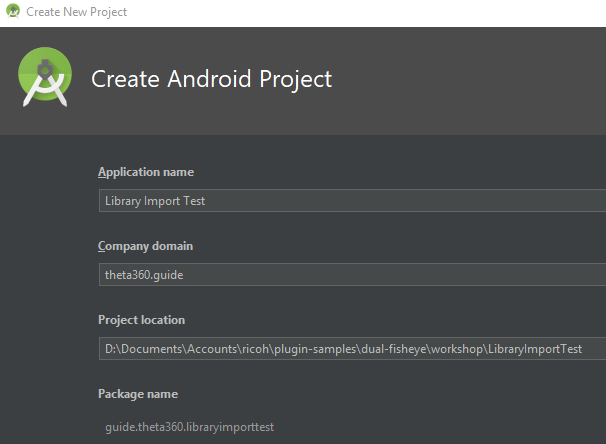 Create New Project
Create Android Project
Application name
Library Import Test
Company domain
theta360.guide
Project location
D:\Documents\Accounts\ricoh\plugin-samples\dual-fisheye\workshop\LibraryImportTest
Package name
guide.theta360.libraryimporttest